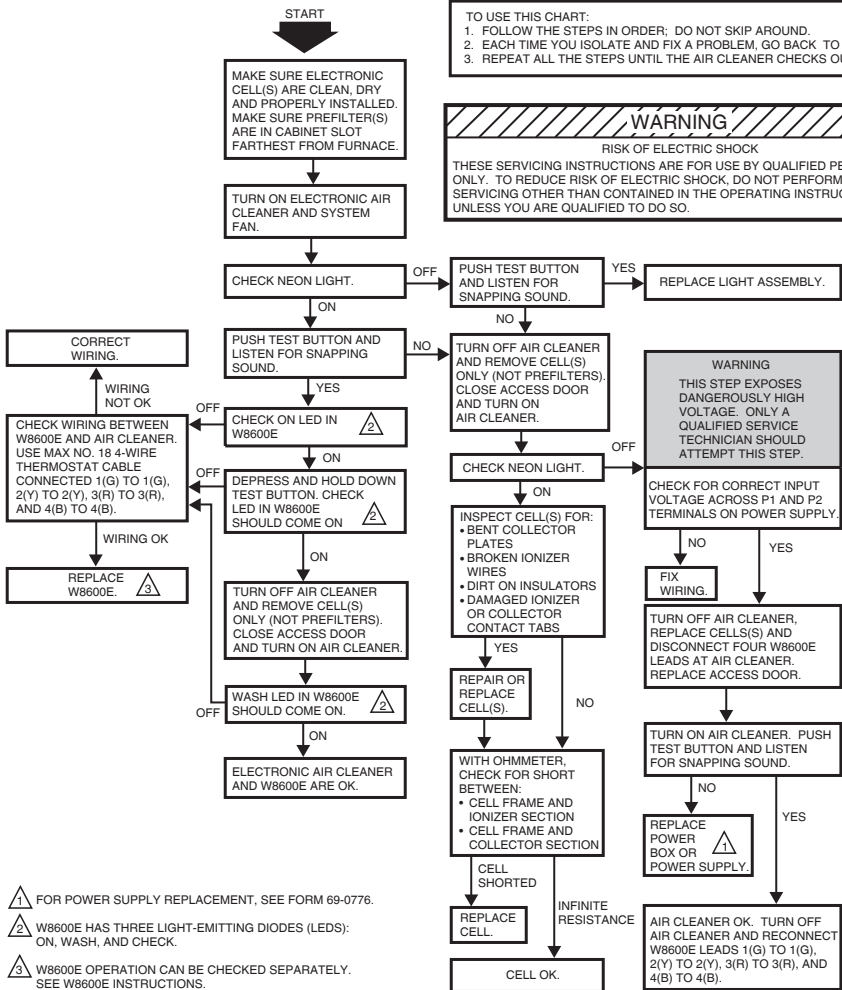 START
TO USE THIS CHART:
1. FOLLOW THE STEPS IN ORDER; DO NOT SKIP AROUND.
2. EACH TIME YOU ISOLATE AND FIX A PROBLEM, GO BACK TO
3. REPEAT ALL THE STEPS UNTIL THE AIR CLEANER CHECKS
WARNING
RISK OF ELECTRIC SHOCK
THESE SERVICING INSTRUCTIONS ARE FOR USE BY QUALIFIED
ONLY. TO REDUCE RISK OF ELECTRIC SHOCK, DO NOT PERFORM
SERVICING OTHER THAN CONTAINED IN THE OPERATING
UNLESS YOU ARE QUALIFIED TO DO SO.
MAKE SURE ELECTRONIC
CELL(S) ARE CLEAN, DRY
AND PROPERLY INSTALLED.
MAKE SURE PREFILTER(S)
ARE IN CABINET SLOT
FARTHEST FROM FURNACE.
TURN ON ELECTRONIC AIR
CLEANER AND SYSTEM
FAN.
CHECK NEON LIGHT.
OFF
PUSH TEST BUTTON
AND LISTEN FOR
SNAPPING SOUND.
YES
REPLACE LIGHT ASSEMBLY.
ON
NO
PUSH TEST BUTTON AND
LISTEN FOR SNAPPING
SOUND.
NO
TURN OFF AIR CLEANER
AND REMOVE CELL(S)
ONLY (NOT PREFILTERS).
CLOSE ACCESS DOOR
AND TURN ON
AIR CLEANER.
CORRECT
WIRING.
WIRING
NOT OK
YES
OFF
CHECK ON LED IN
W8600E
2
CHECK WIRING BETWEEN
W8600E AND AIR CLEANER.
USE MAX NO. 18 4-WIRE
THERMOSTAT CABLE
CONNECTED 1(G) TO 1(G),
2(Y) TO 2(Y), 3(R) TO 3(R),
AND 4(B) TO 4(B).
ON
OFF
DEPRESS AND HOLD DOWN
TEST BUTTON. CHECK
LED IN W8600E
SHOULD COME ON
2
WIRING OK
REPLACE
W8600E.
3
ON
TURN OFF AIR CLEANER
AND REMOVE CELL(S)
ONLY (NOT PREFILTERS).
CLOSE ACCESS DOOR
AND TURN ON AIR CLEANER.
OFF
WASH LED IN W8600E
SHOULD COME ON.
2
ON
ELECTRONIC AIR CLEANER
AND W8600E ARE OK.
CHECK NEON LIGHT.
OFF
ON
INSPECT CELL(S) FOR:
• BENT COLLECTOR
PLATES
• BROKEN IONIZER
WIRES
• DIRT ON INSULATORS
• DAMAGED IONIZER
OR COLLECTOR
CONTACT TABS
YES
NO
REPAIR OR
REPLACE
CELL(S).
WITH OHMMETER,
CHECK FOR SHORT
BETWEEN:
• CELL FRAME AND
IONIZER SECTION
• CELL FRAME AND
COLLECTOR SECTION
CELL
SHORTED
INFINITE
RESISTANCE
REPLACE
CELL.
CELL OK.
WARNING
THIS STEP EXPOSES
DANGEROUSLY HIGH
VOLTAGE. ONLY A
QUALIFIED SERVICE
TECHNICIAN SHOULD
ATTEMPT THIS STEP.
CHECK FOR CORRECT INPUT
VOLTAGE ACROSS P1 AND P2
TERMINALS ON POWER SUPPLY.
NO
YES
FIX
WIRING.
TURN OFF AIR CLEANER,
REPLACE CELLS(S) AND
DISCONNECT FOUR W8600E
LEADS AT AIR CLEANER.
REPLACE ACCESS DOOR.
TURN ON AIR CLEANER. PUSH
TEST BUTTON AND LISTEN
FOR SNAPPING SOUND.
NO
YES
REPLACE
POWER
BOX OR
POWER SUPPLY.
1
AIR CLEANER OK. TURN OFF
AIR CLEANER AND RECONNECT
W8600E LEADS 1(G) TO 1(G),
2(Y) TO 2(Y), 3(R) TO 3(R), AND
4(B) TO 4(B).
1 FOR POWER SUPPLY REPLACEMENT, SEE FORM 69-0776.
2 W8600E HAS THREE LIGHT-EMITTING DIODES (LEDS):
ON, WASH, AND CHECK.
3 W8600E OPERATION CAN BE CHECKED SEPARATELY.
SEE W8600E INSTRUCTIONS.